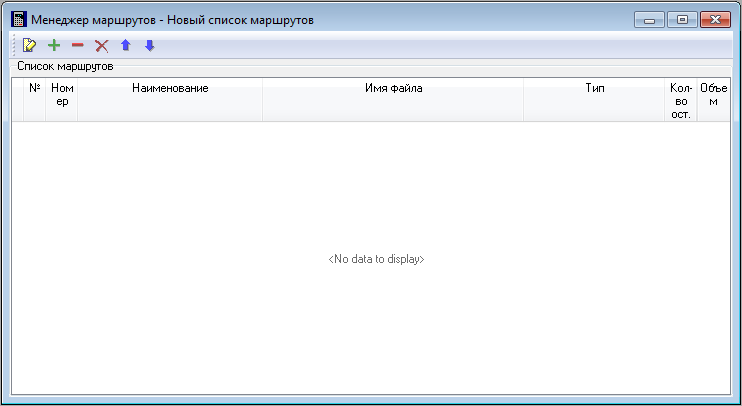 Менеджер маршрутов - Новый список маршрутов
Список маршрутов
№
Ном
ер
Наименование
Имя файла
Тип
Кол-
во
ост.
Объе
м
<No data to display>